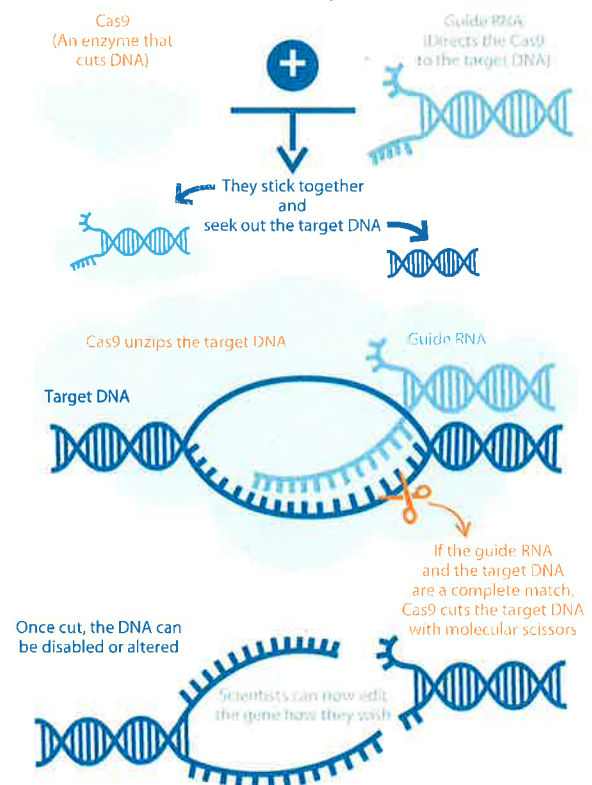 Cas9
(An enzyme that
cuts DNA)
Guide RNA
(Directs the Cas9
to the target DNA)
They stick together
and
seek out the target DNA
Cas9 unzips the target DNA
Guide RNA
Target DNA
If the guide RNA
and the target DNA
are a complete match,
Cas9 cuts the target DNA
with molecular scissors
Once cut, the DNA can
be disabled or altered
Scientists can now edit
the gene how they wish